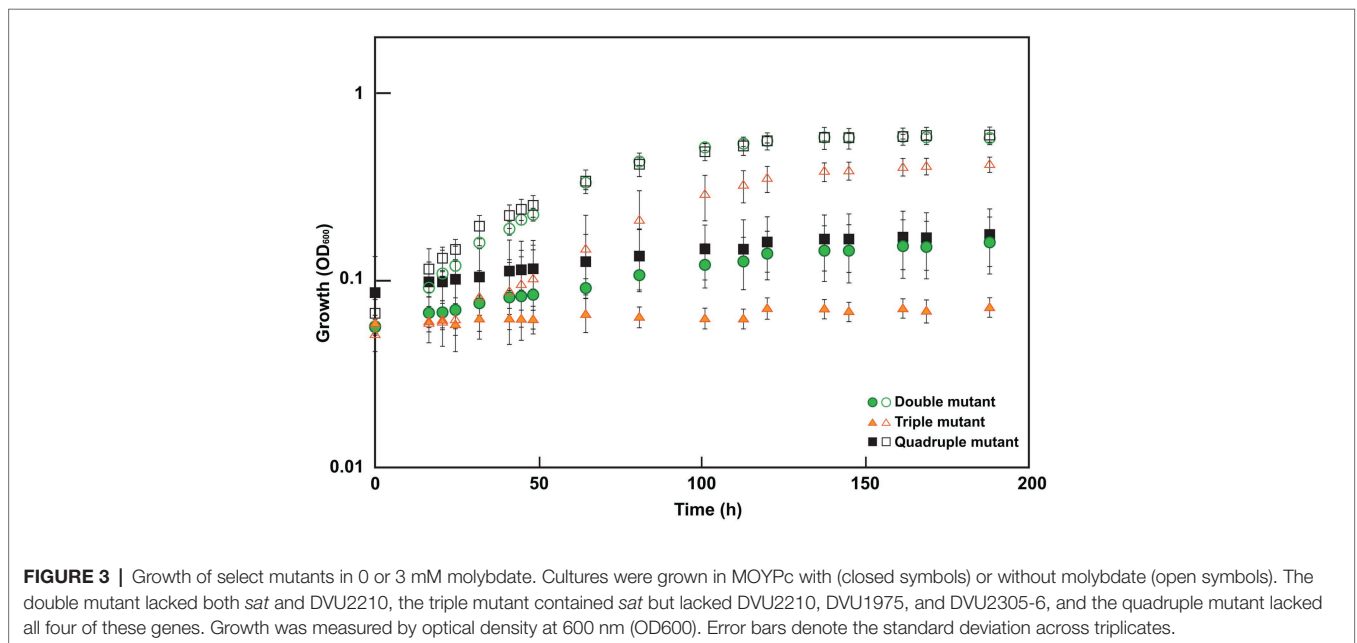 1
0.1
0.01
Growth (OD600)
0
50
100
150
200
Time (h)
Double mutant
Triple mutant
Quadruple mutant
FIGURE 3 | Growth of select mutants in 0 or 3 mM molybdate. Cultures were grown in MOYPc with (closed symbols) or without molybdate (open symbols). The
double mutant lacked both sat and DVU2210, the triple mutant contained sat but lacked DVU2210, DVU1975, and DVU2305-6, and the quadruple mutant lacked
all four of these genes. Growth was measured by optical density at 600 nm (OD600). Error bars denote the standard deviation across triplicates.